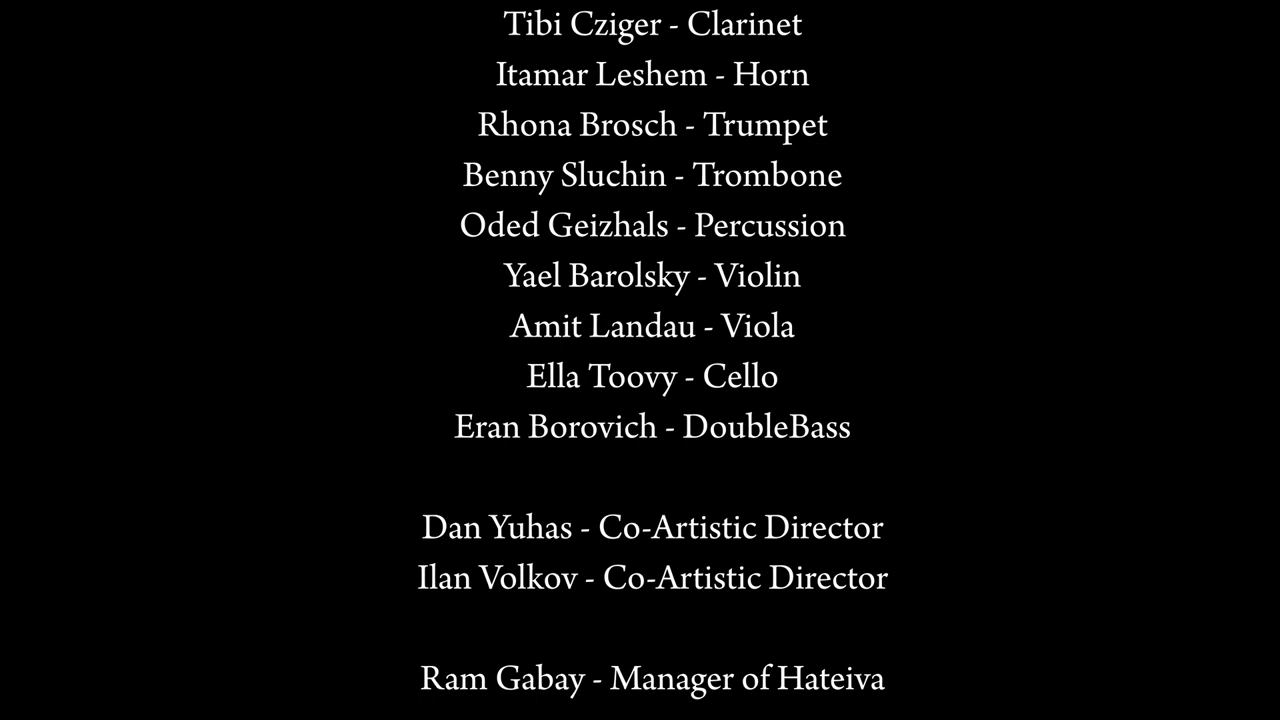 Tibi Cziger - Clarinet
Itamar Leshem - Horn
Rhona Brosch - Trumpet
Benny Sluchin - Trombone
Oded Geizhals - Percussion
Yael Barolsky - Violin
Amit Landau - Viola
Ella Toovy - Cello
Eran Borovich - DoubleBass
Dan Yuhas - Co-Artistic Director
Ilan Volkov - Co-Artistic Director
Ram Gabay - Manager of Hateiva